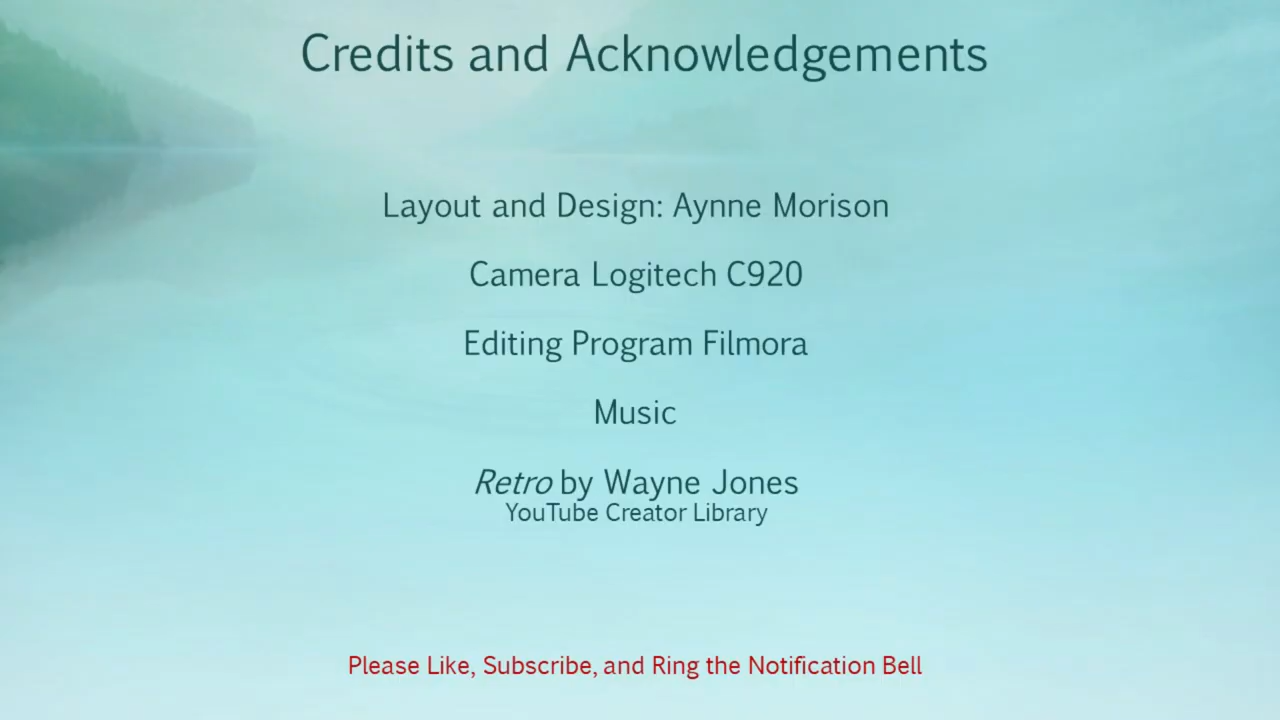 Credits and Acknowledgements
Layout and Design: Aynne Morison
Camera Logitech C920
Editing Program Filmora
Music
Retro by Wayne Jones
YouTube Creator Library
Please Like, Subscribe, and Ring the Notification Bell